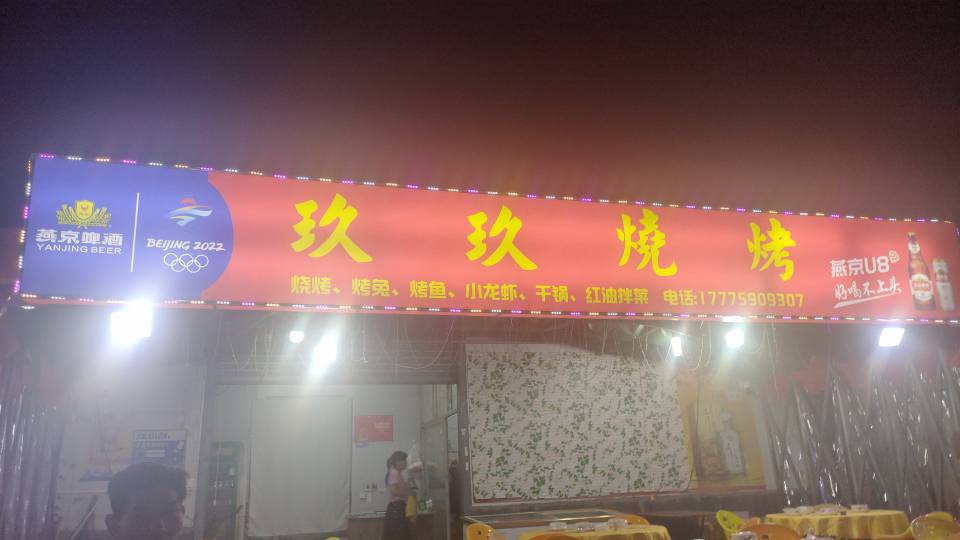 玖玖燒烤
烧烤、烤兔、烤鱼、小龙虾、干锅、红油拌菜 电话:17775909307
燕京啤酒
YANJING BEER
BEIJING 2022
燕京U8
好喝不上头